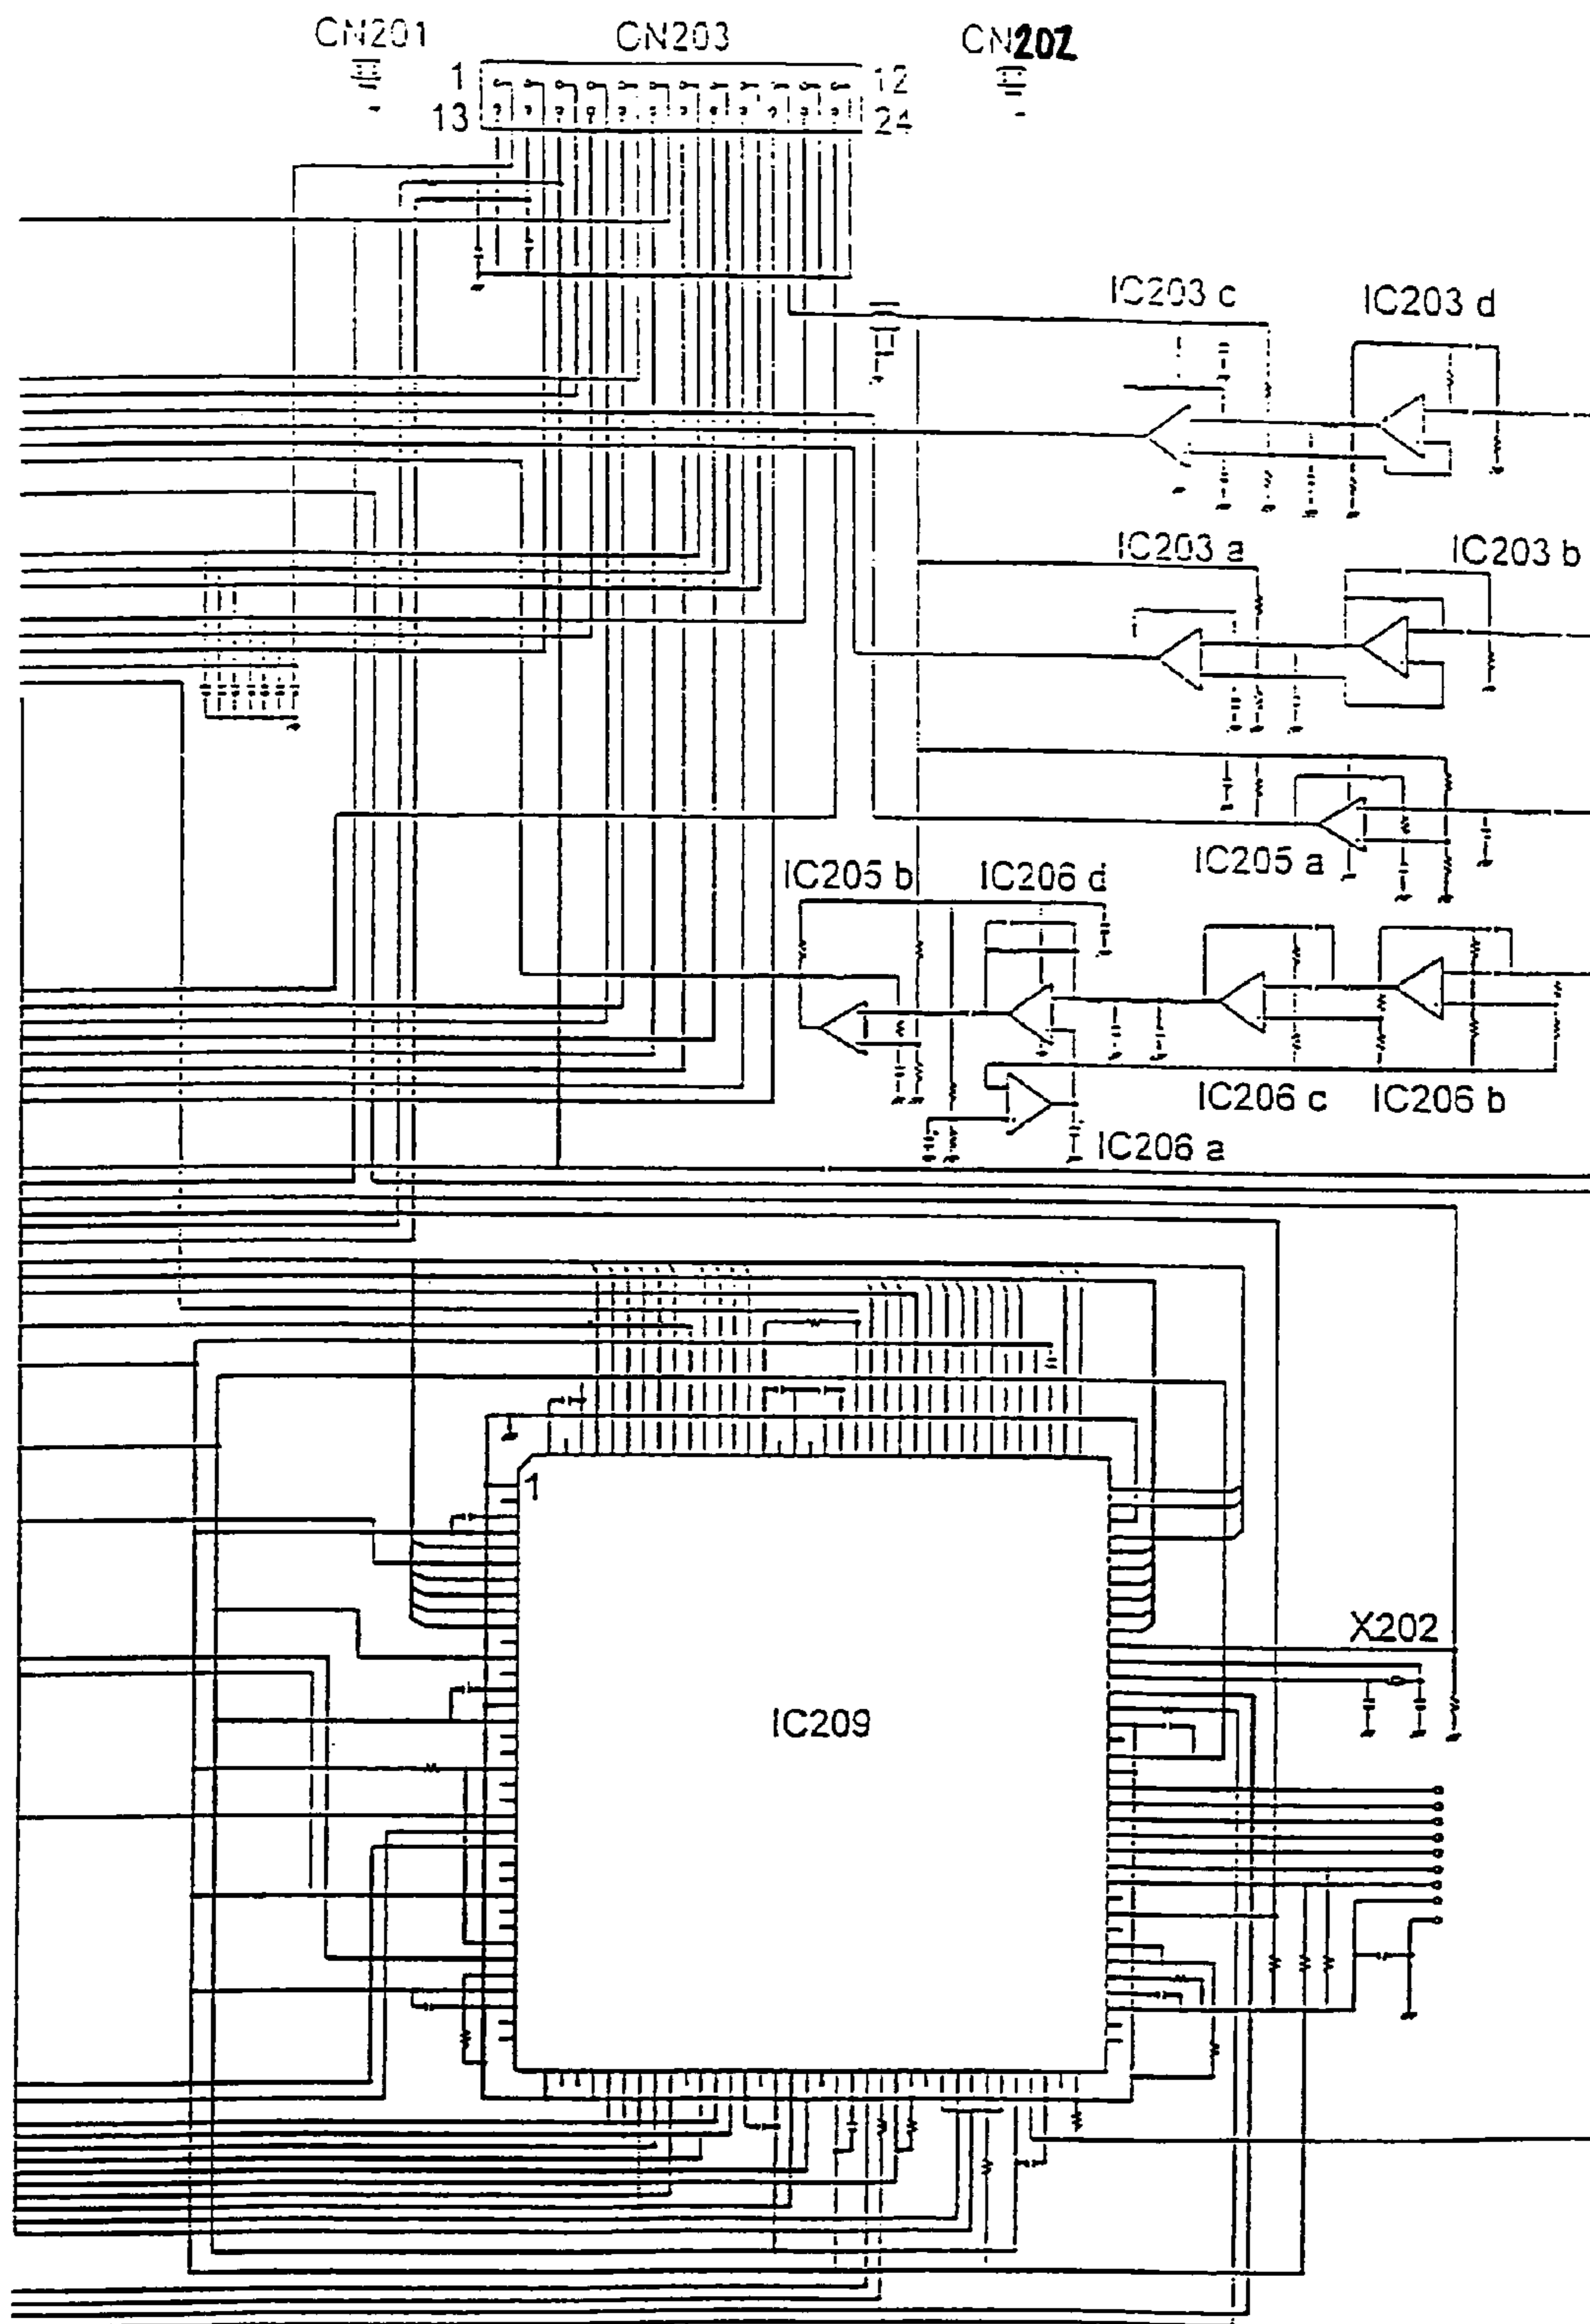 CN201
CN203
CN202
1
12
13
24
IC203 c
IC203 d
IC203 a
IC203 b
IC205 a
IC205 b
IC206 d
IC206 c
IC206 b
IC206 a
1
X202
IC209